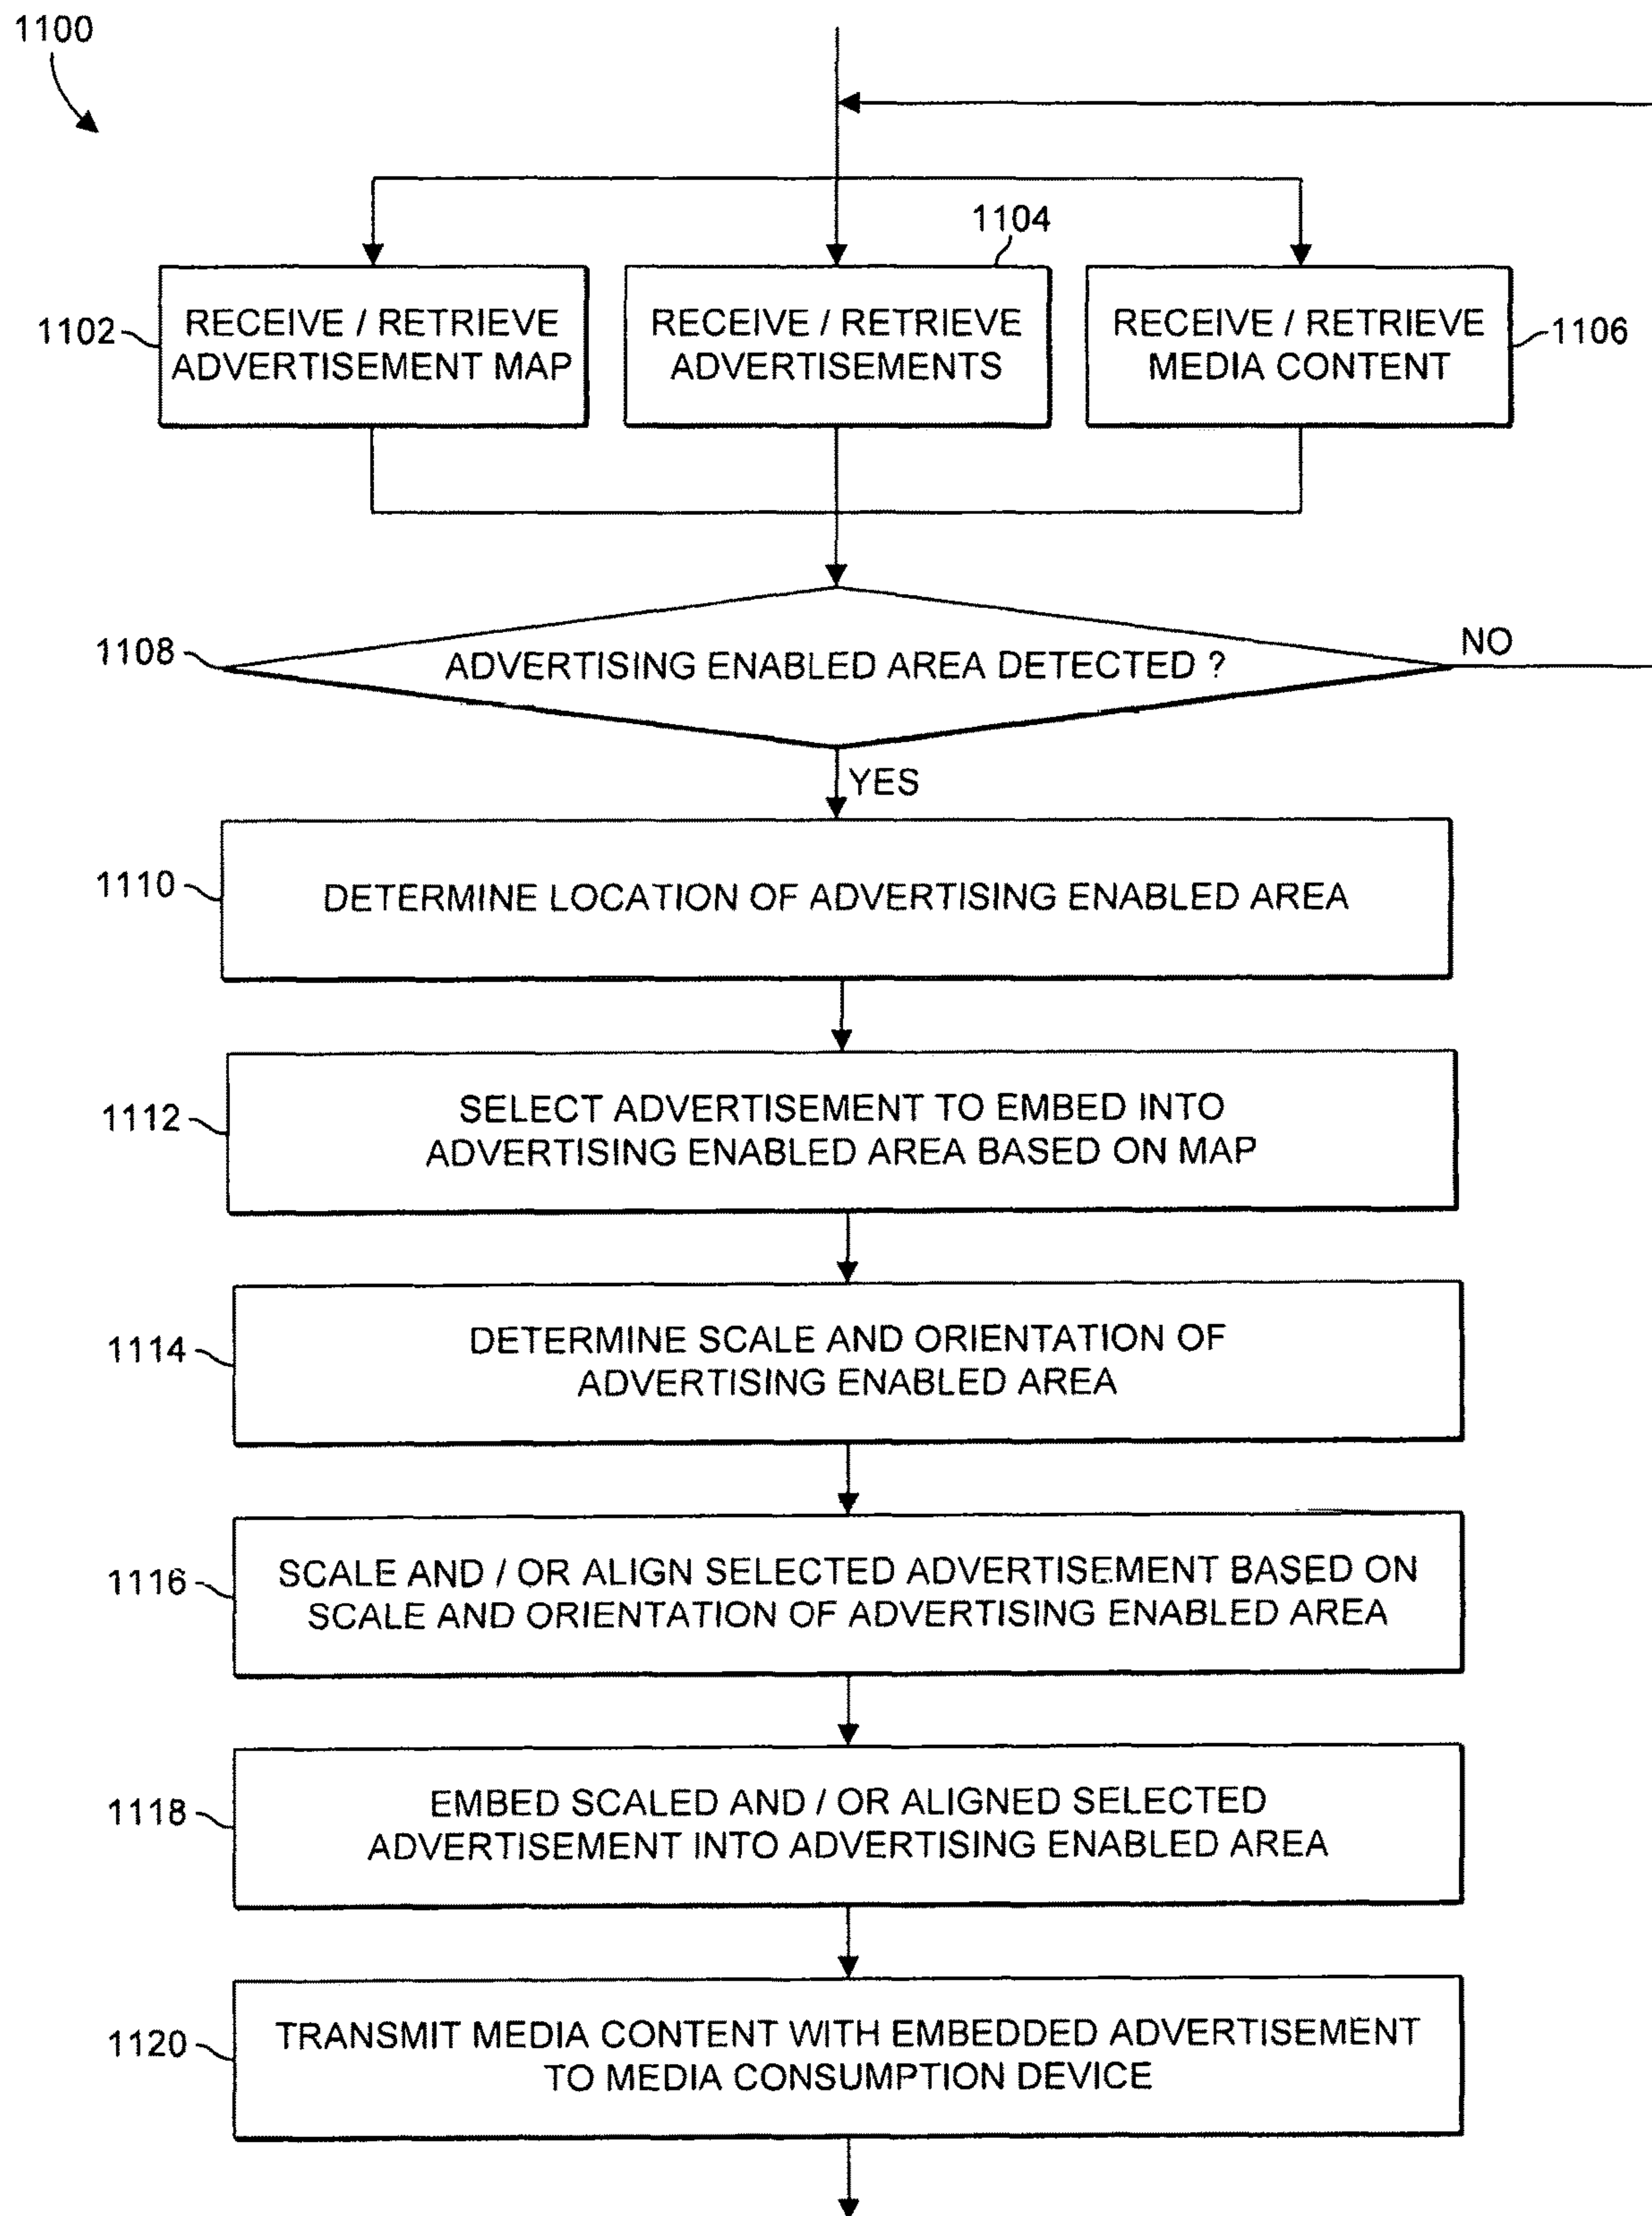 1100
1104
1102
RECEIVE / RETRIEVE
ADVERTISEMENT MAP
RECEIVE / RETRIEVE
ADVERTISEMENTS
RECEIVE / RETRIEVE
MEDIA CONTENT
1106
1108
ADVERTISING ENABLED AREA DETECTED ?
NO
YES
1110
DETERMINE LOCATION OF ADVERTISING ENABLED AREA
1112
SELECT ADVERTISEMENT TO EMBED INTO
ADVERTISING ENABLED AREA BASED ON MAP
1114
DETERMINE SCALE AND ORIENTATION OF
ADVERTISING ENABLED AREA
1116
SCALE AND / OR ALIGN SELECTED ADVERTISEMENT BASED ON
SCALE AND ORIENTATION OF ADVERTISING ENABLED AREA
1118
EMBED SCALED AND / OR ALIGNED SELECTED
ADVERTISEMENT INTO ADVERTISING ENABLED AREA
1120
TRANSMIT MEDIA CONTENT WITH EMBEDDED ADVERTISEMENT
TO MEDIA CONSUMPTION DEVICE